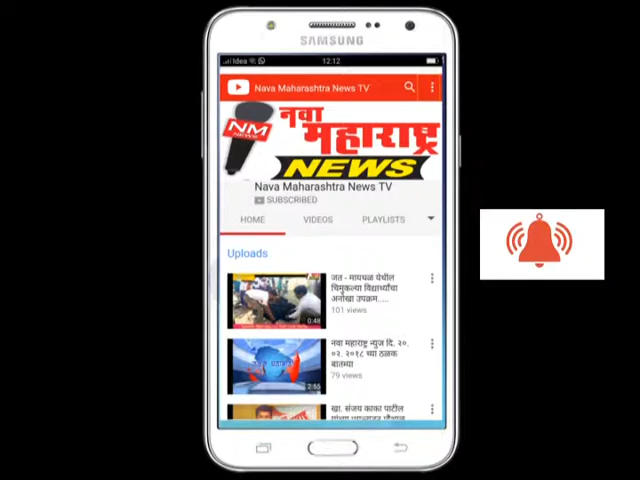 SAMSUNG
Idea
12:12
Nava Maharashtra News TV
नवा
महाराष्ट्र
NM
NEWS
NEWS
Nava Maharashtra News TV
SUBSCRIBED
HOME VIDEOS PLAYLISTS
Uploads
जत - मायथळ येथील
चिमुकल्या विद्यार्थ्यांचा
अनोखा उपक्रम.....
101 views
0:48
नवा महाराष्ट्र न्युज दि. २०.
०२. २०१८ च्या ठळक
बातम्या
79 views
2:55
खा. संजय काका पाटील